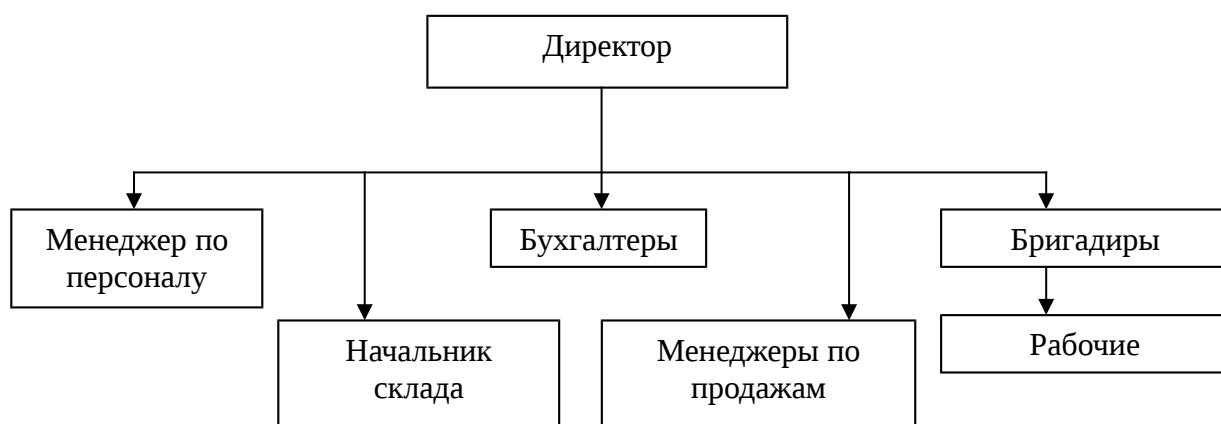 Директор
Менеджер по
персоналу
Бухгалтеры
Бригадиры
Начальник
склада
Менеджеры по
продажам
Рабочие